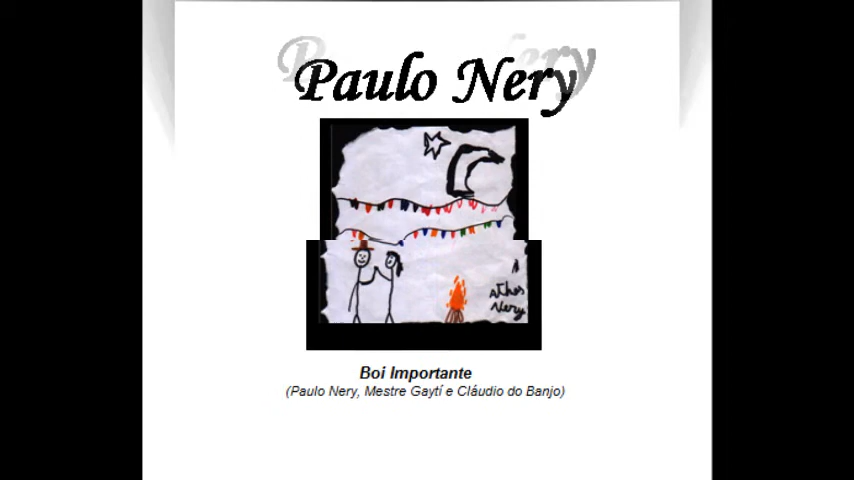 Paulo Nery
Athos
Nery
Boi Importante
(Paulo Nery, Mestre Gaytí e Cláudio do Banjo)